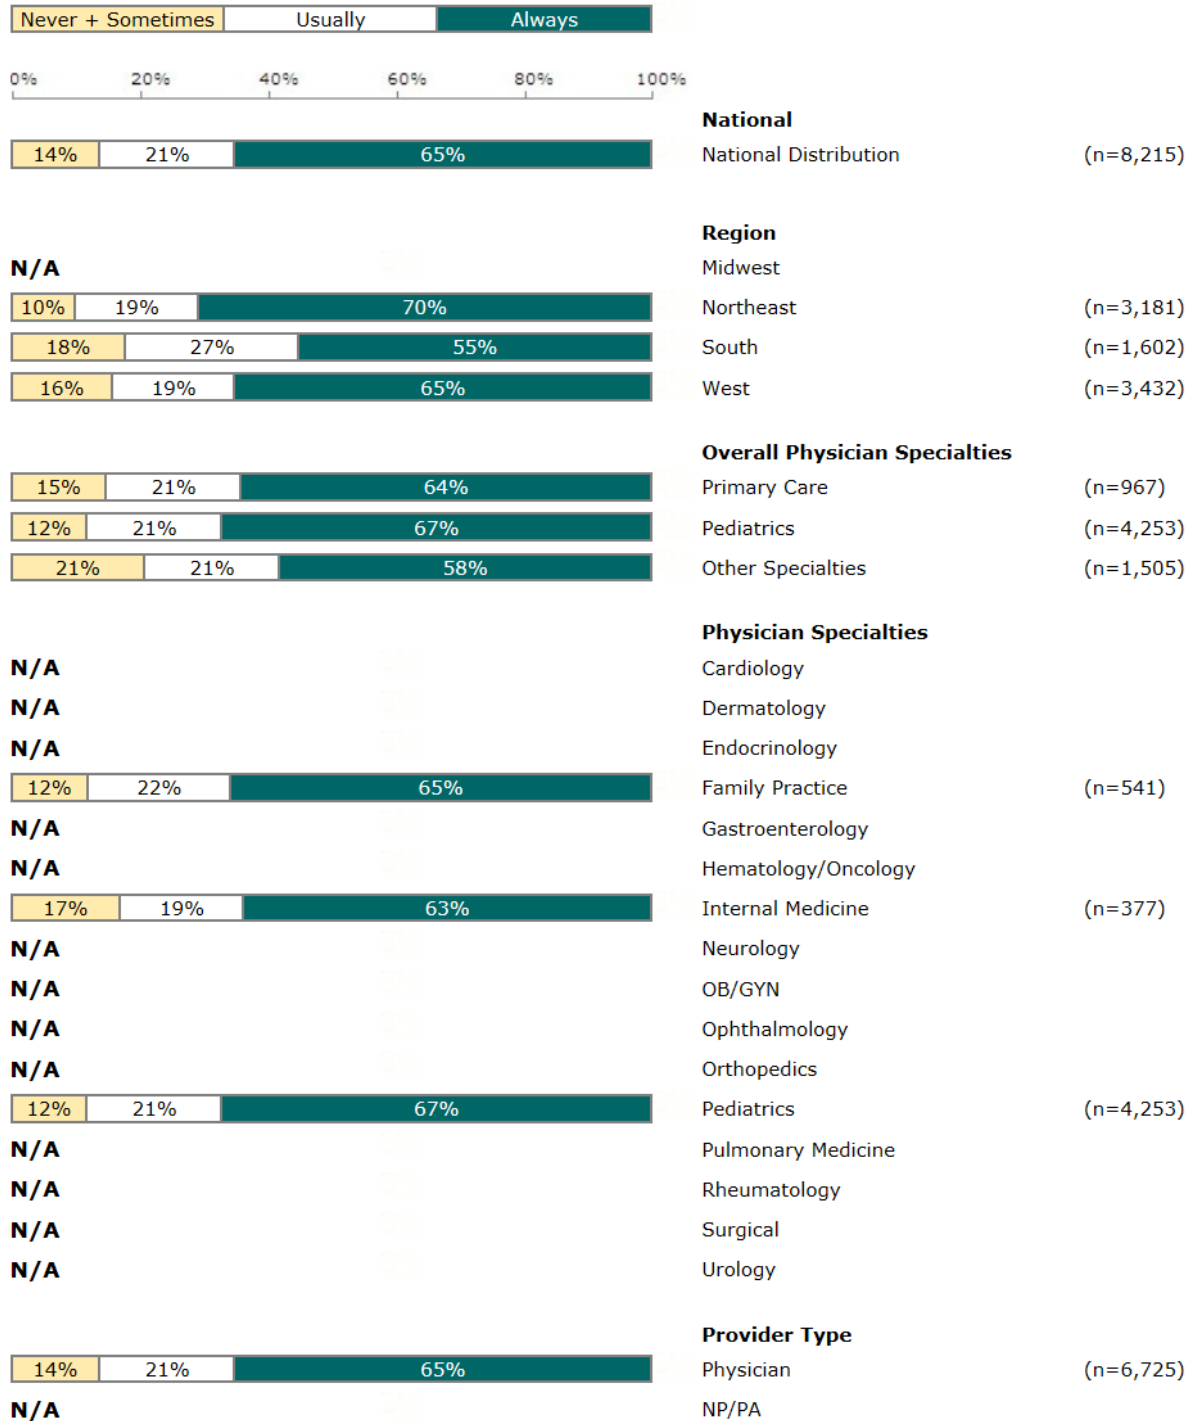 Never + Sometimes Usually Always
0% 20% 40% 60% 80% 100%
National
14% 21% 65% National Distribution (n=8,215)
Region
N/A Midwest
10% 19% 70% Northeast (n=3,181)
18% 27% 55% South (n=1,602)
16% 19% 65% West (n=3,432)
Overall Physician Specialties
15% 21% 64% Primary Care (n=967)
12% 21% 67% Pediatrics (n=4,253)
21% 21% 58% Other Specialties (n=1,505)
Physician Specialties
N/A Cardiology
N/A Dermatology
N/A Endocrinology
12% 22% 65% Family Practice (n=541)
N/A Gastroenterology
N/A Hematology/Oncology
17% 19% 63% Internal Medicine (n=377)
N/A Neurology
N/A OB/GYN
N/A Ophthalmology
N/A Orthopedics
12% 21% 67% Pediatrics (n=4,253)
N/A Pulmonary Medicine
N/A Rheumatology
N/A Surgical
N/A Urology
Provider Type
14% 21% 65% Physician (n=6,725)
N/A NP/PA